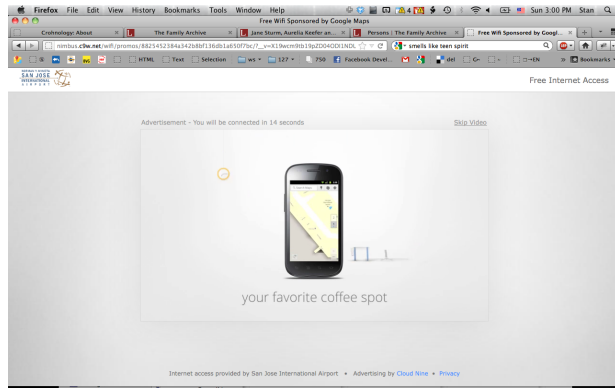 Firefox File Edit View History Bookmarks Tools Window Help Sun 3:00 PM Stan
Free Wifi Sponsored by Google Maps
Crohnology: About The Family Archive Jane Sturm, Aurelia Keefer an... Persons | The Family Archive Free Wifi Sponsored by Googl...
smells like teen spirit
HTML Text Selection ws 127 750 Facebook Devel... del G+ Bookmarks
SAN JOSE
INTERNATIONAL
AIRPORT
Free Internet Access
Advertisement - You will be connected in 14 seconds Skip Video
your favorite coffee spot
Internet access provided by San Jose International Airport • Advertising by Cloud Nine • Privacy